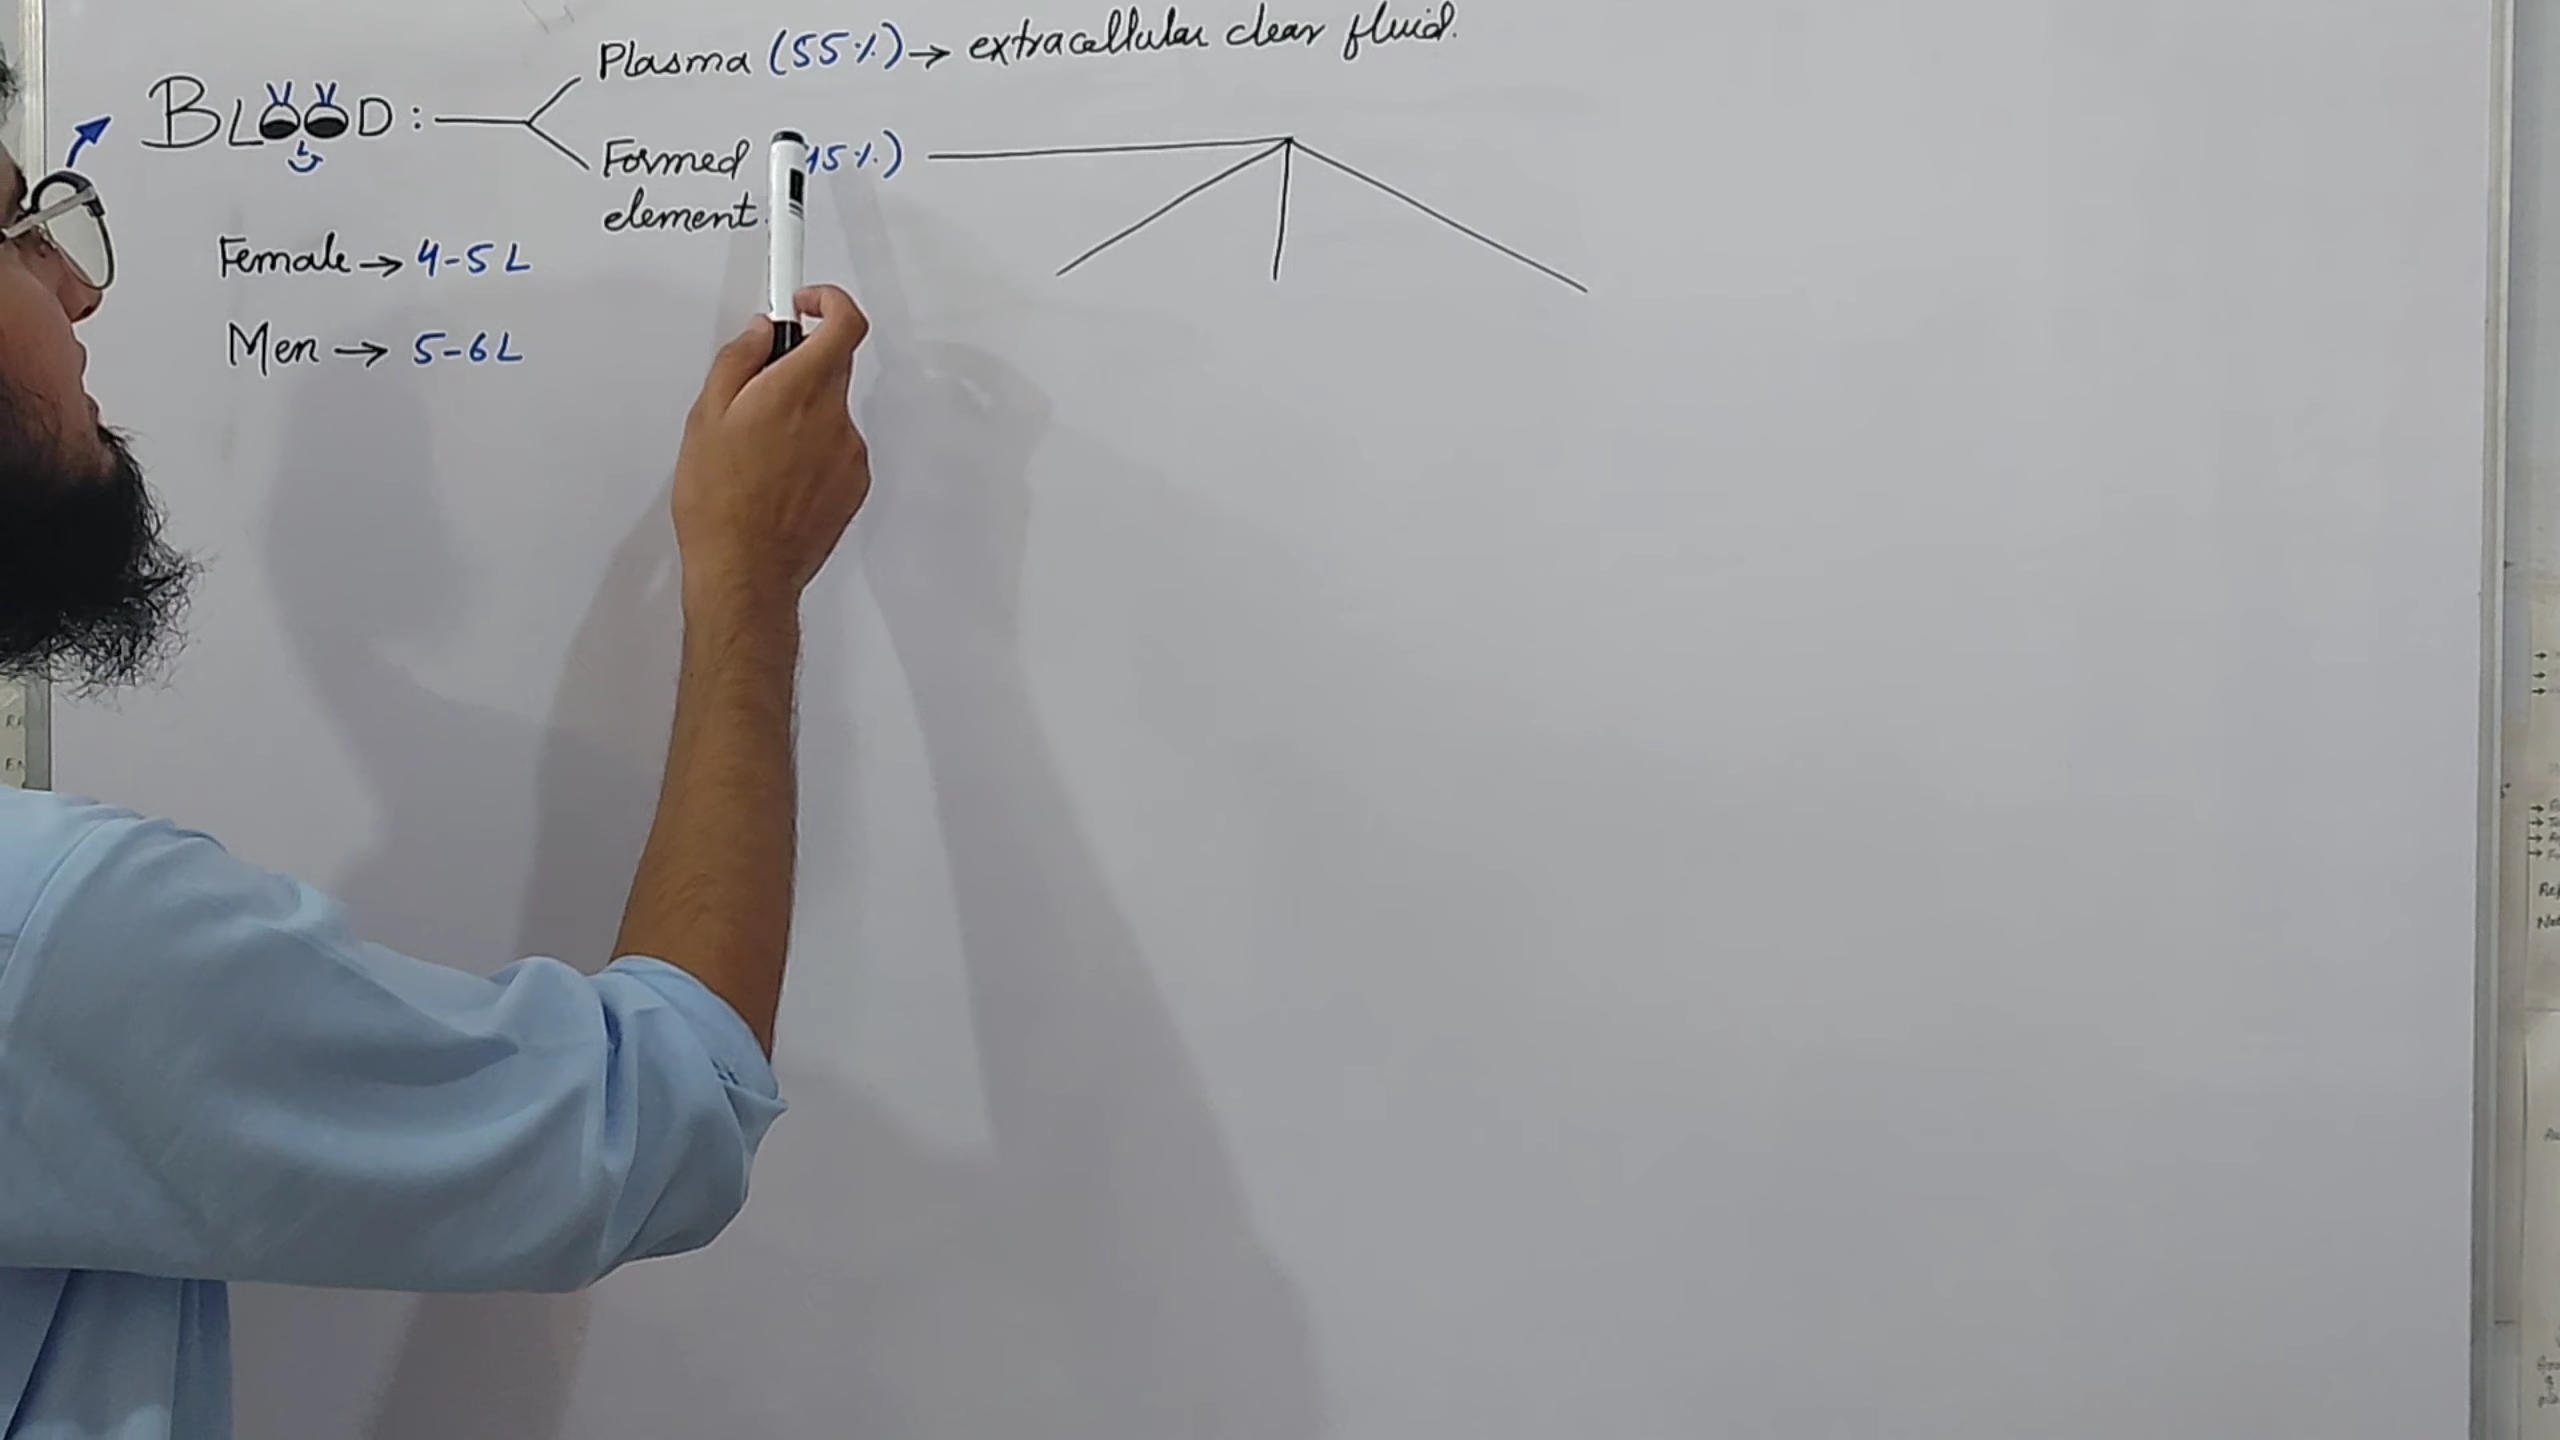 Plasma (55%) → extracellular clear fluid.
BLOOD:
Formed 45%)
element.
Female → 4-5 L
Men → 5-6 L